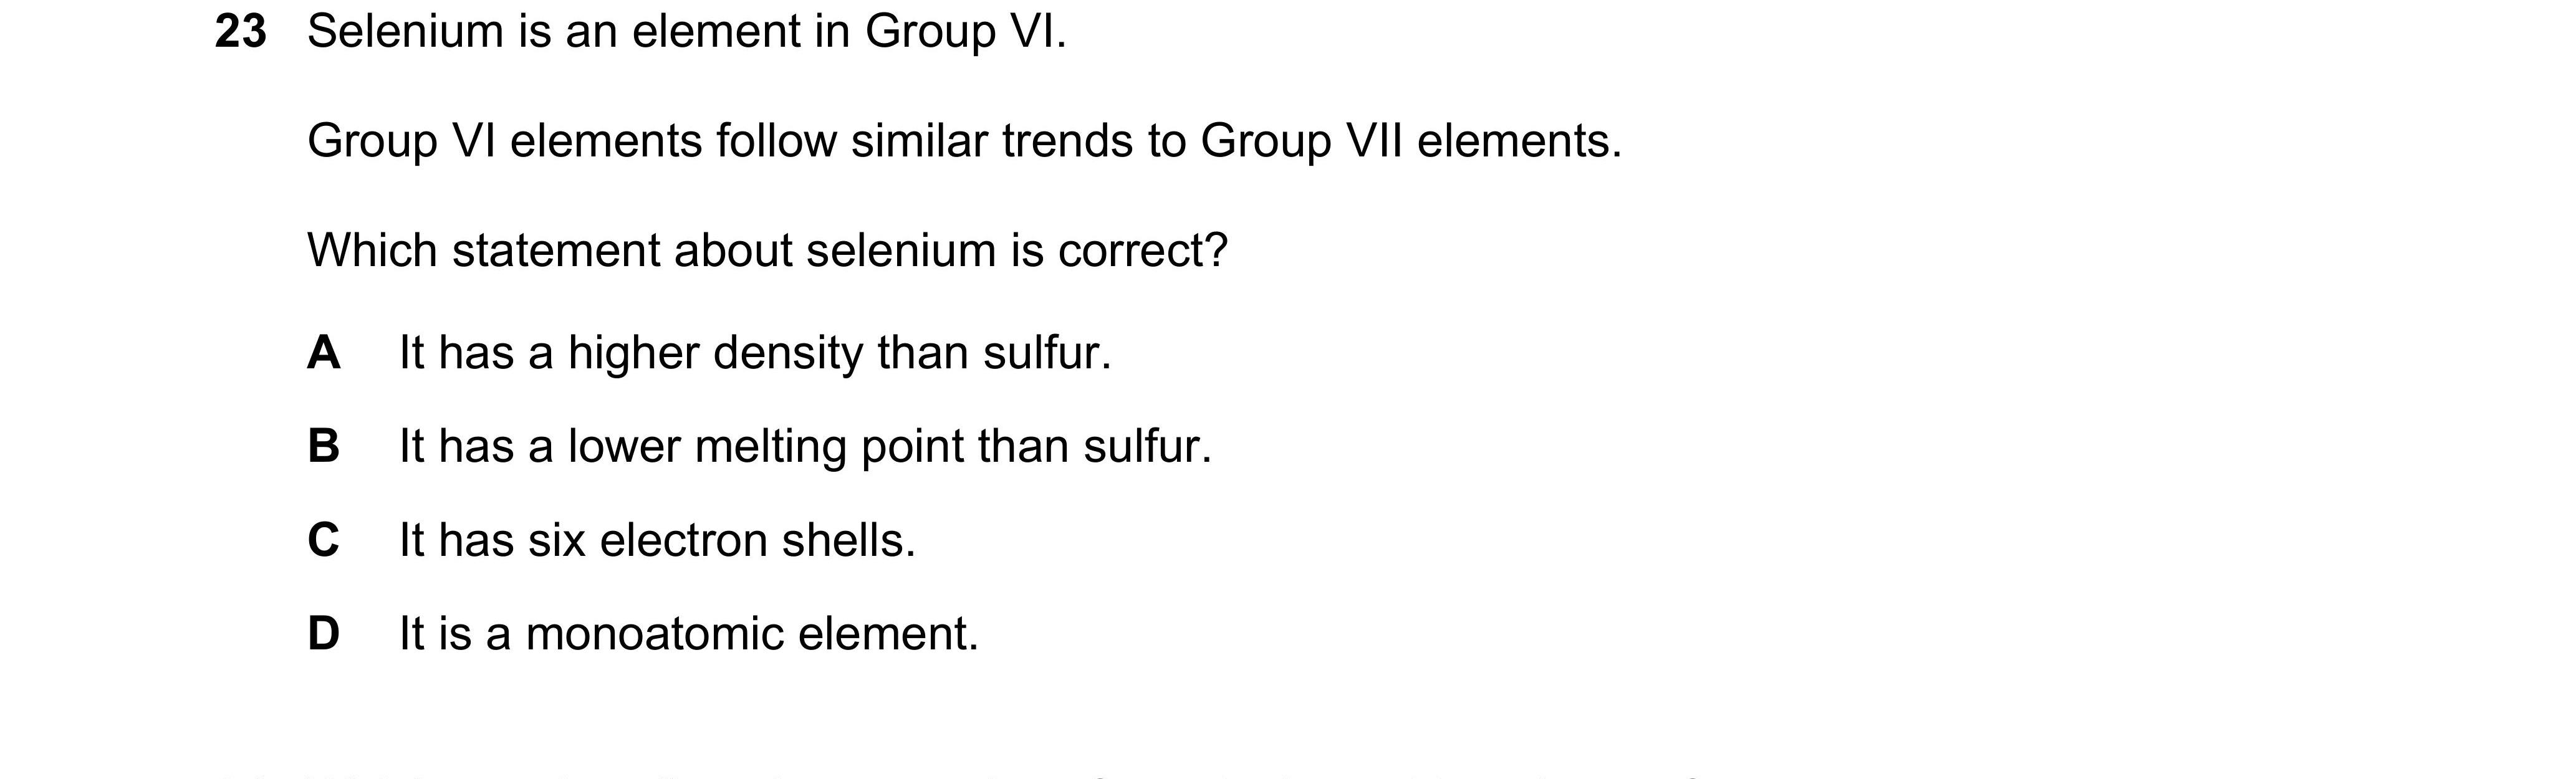 23 Selenium is an element in Group VI.
Group VI elements follow similar trends to Group VII elements.
Which statement about selenium is correct?
A It has a higher density than sulfur.
B It has a lower melting point than sulfur.
C It has six electron shells.
D It is a monoatomic element.